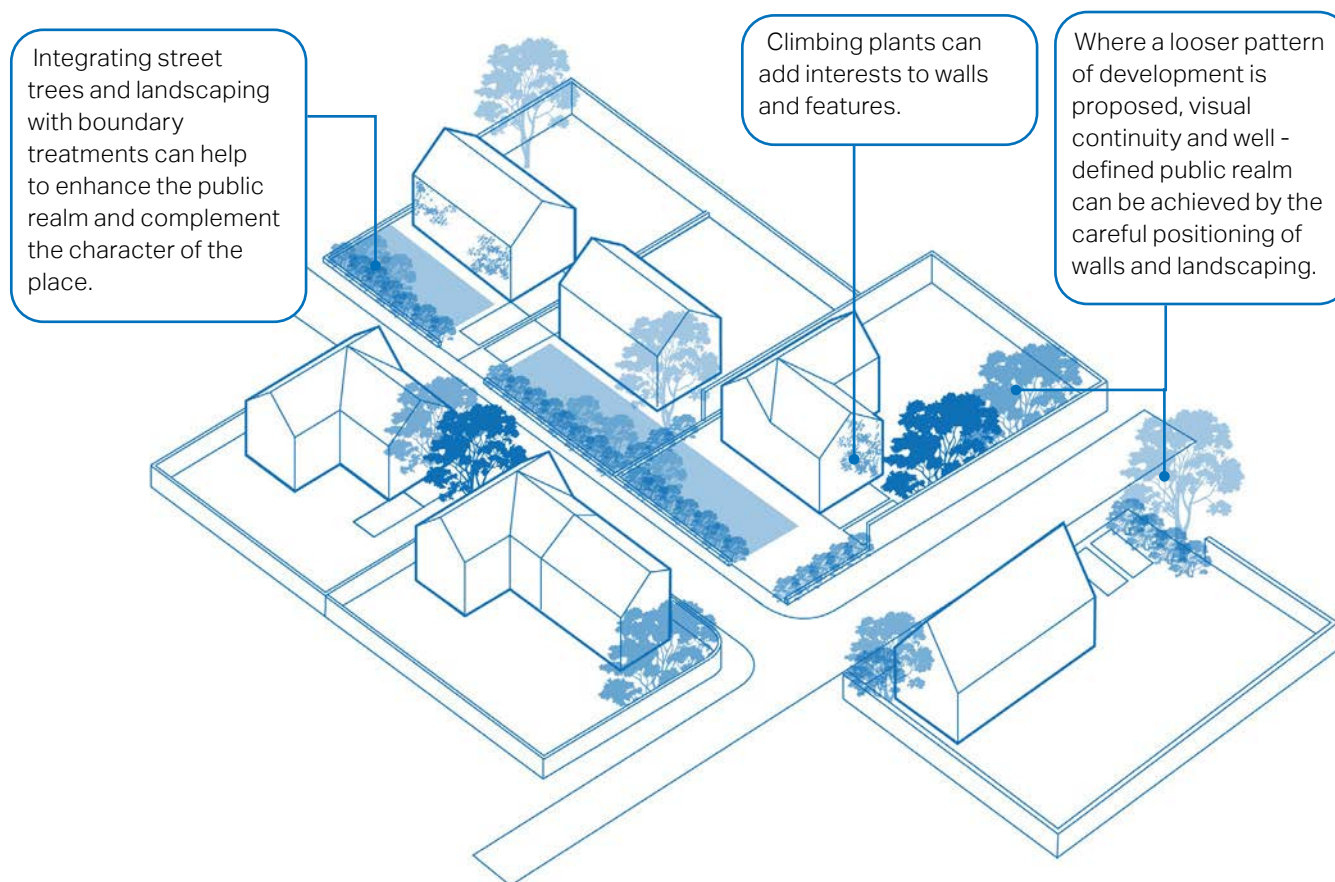 Integrating street
trees and landscaping
with boundary
treatments can help
to enhance the public
realm and complement
the character of the
place.
Climbing plants can
add interests to walls
and features.
Where a looser pattern
of development is
proposed, visual
continuity and well -
defined public realm
can be achieved by the
careful positioning of
walls and landscaping.